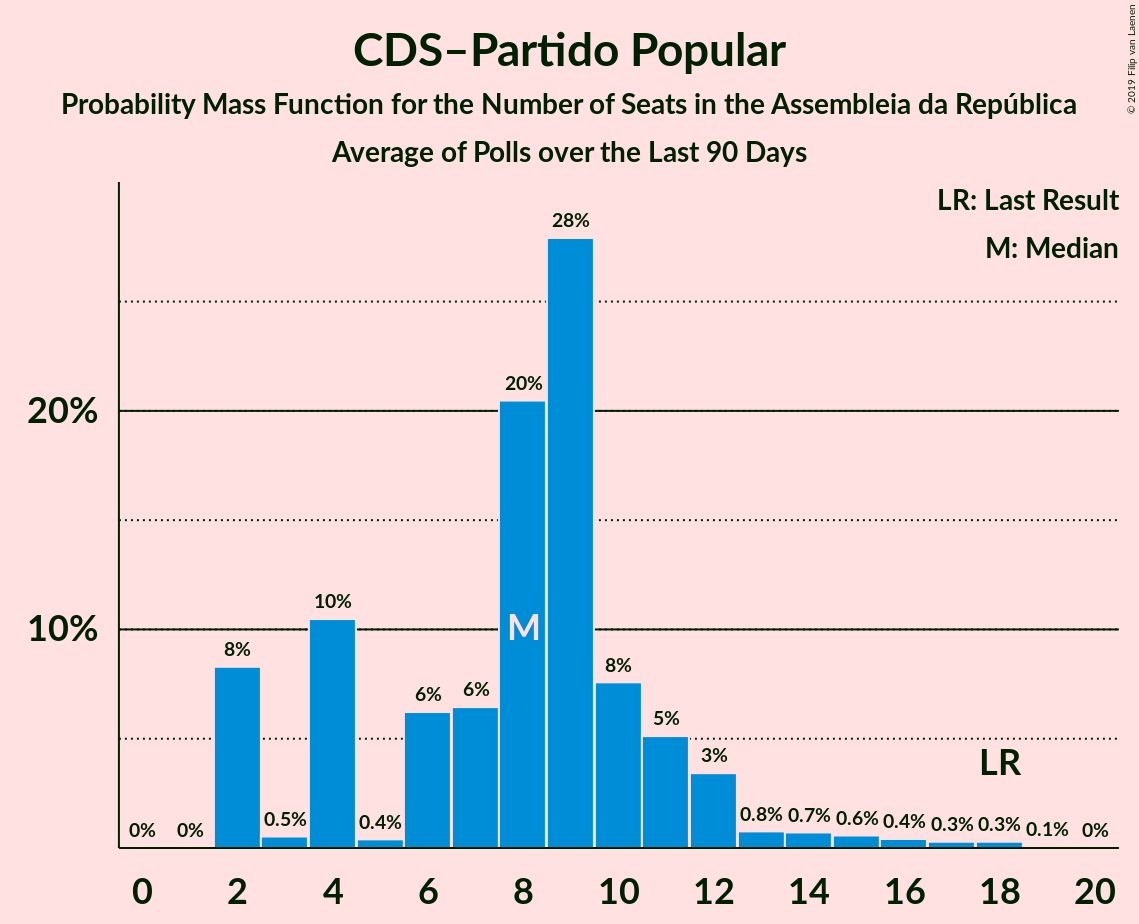 CDS–Partido Popular
Probability Mass Function for the Number of Seats in the Assembleia da República
Average of Polls over the Last 90 Days
© 2019 Filip van Laenen
LR: Last Result
M: Median
28%
20%
20%
10%
10%
8%
M
8%
6%
6%
5%
3%
LR
0%
0%
0.5%
0.4%
0.8%
0.7%
0.6%
0.4%
0.3%
0.3%
0.1%
0%
0 2 4 6 8 10 12 14 16 18 20